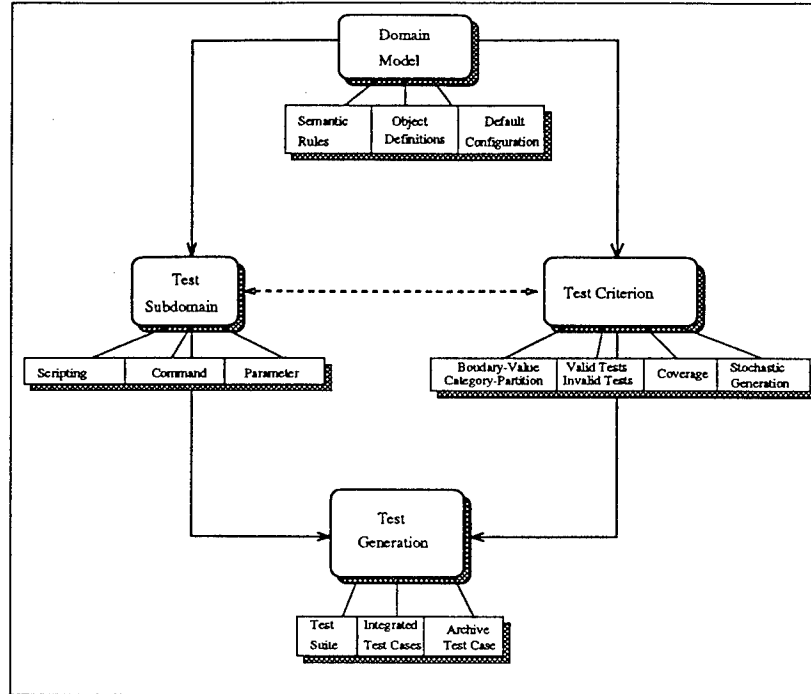 Domain
Model
Semantic
Rules
Object
Definitions
Default
Configuration
Test
Subdomain
Test Criterion
Scripting
Command
Parameter
Boudary-Value
Category-Partition
Valid Tests
Invalid Tests
Coverage
Stochastic
Generation
Test
Generation
Test
Suite
Integrated
Test Cases
Archive
Test Case